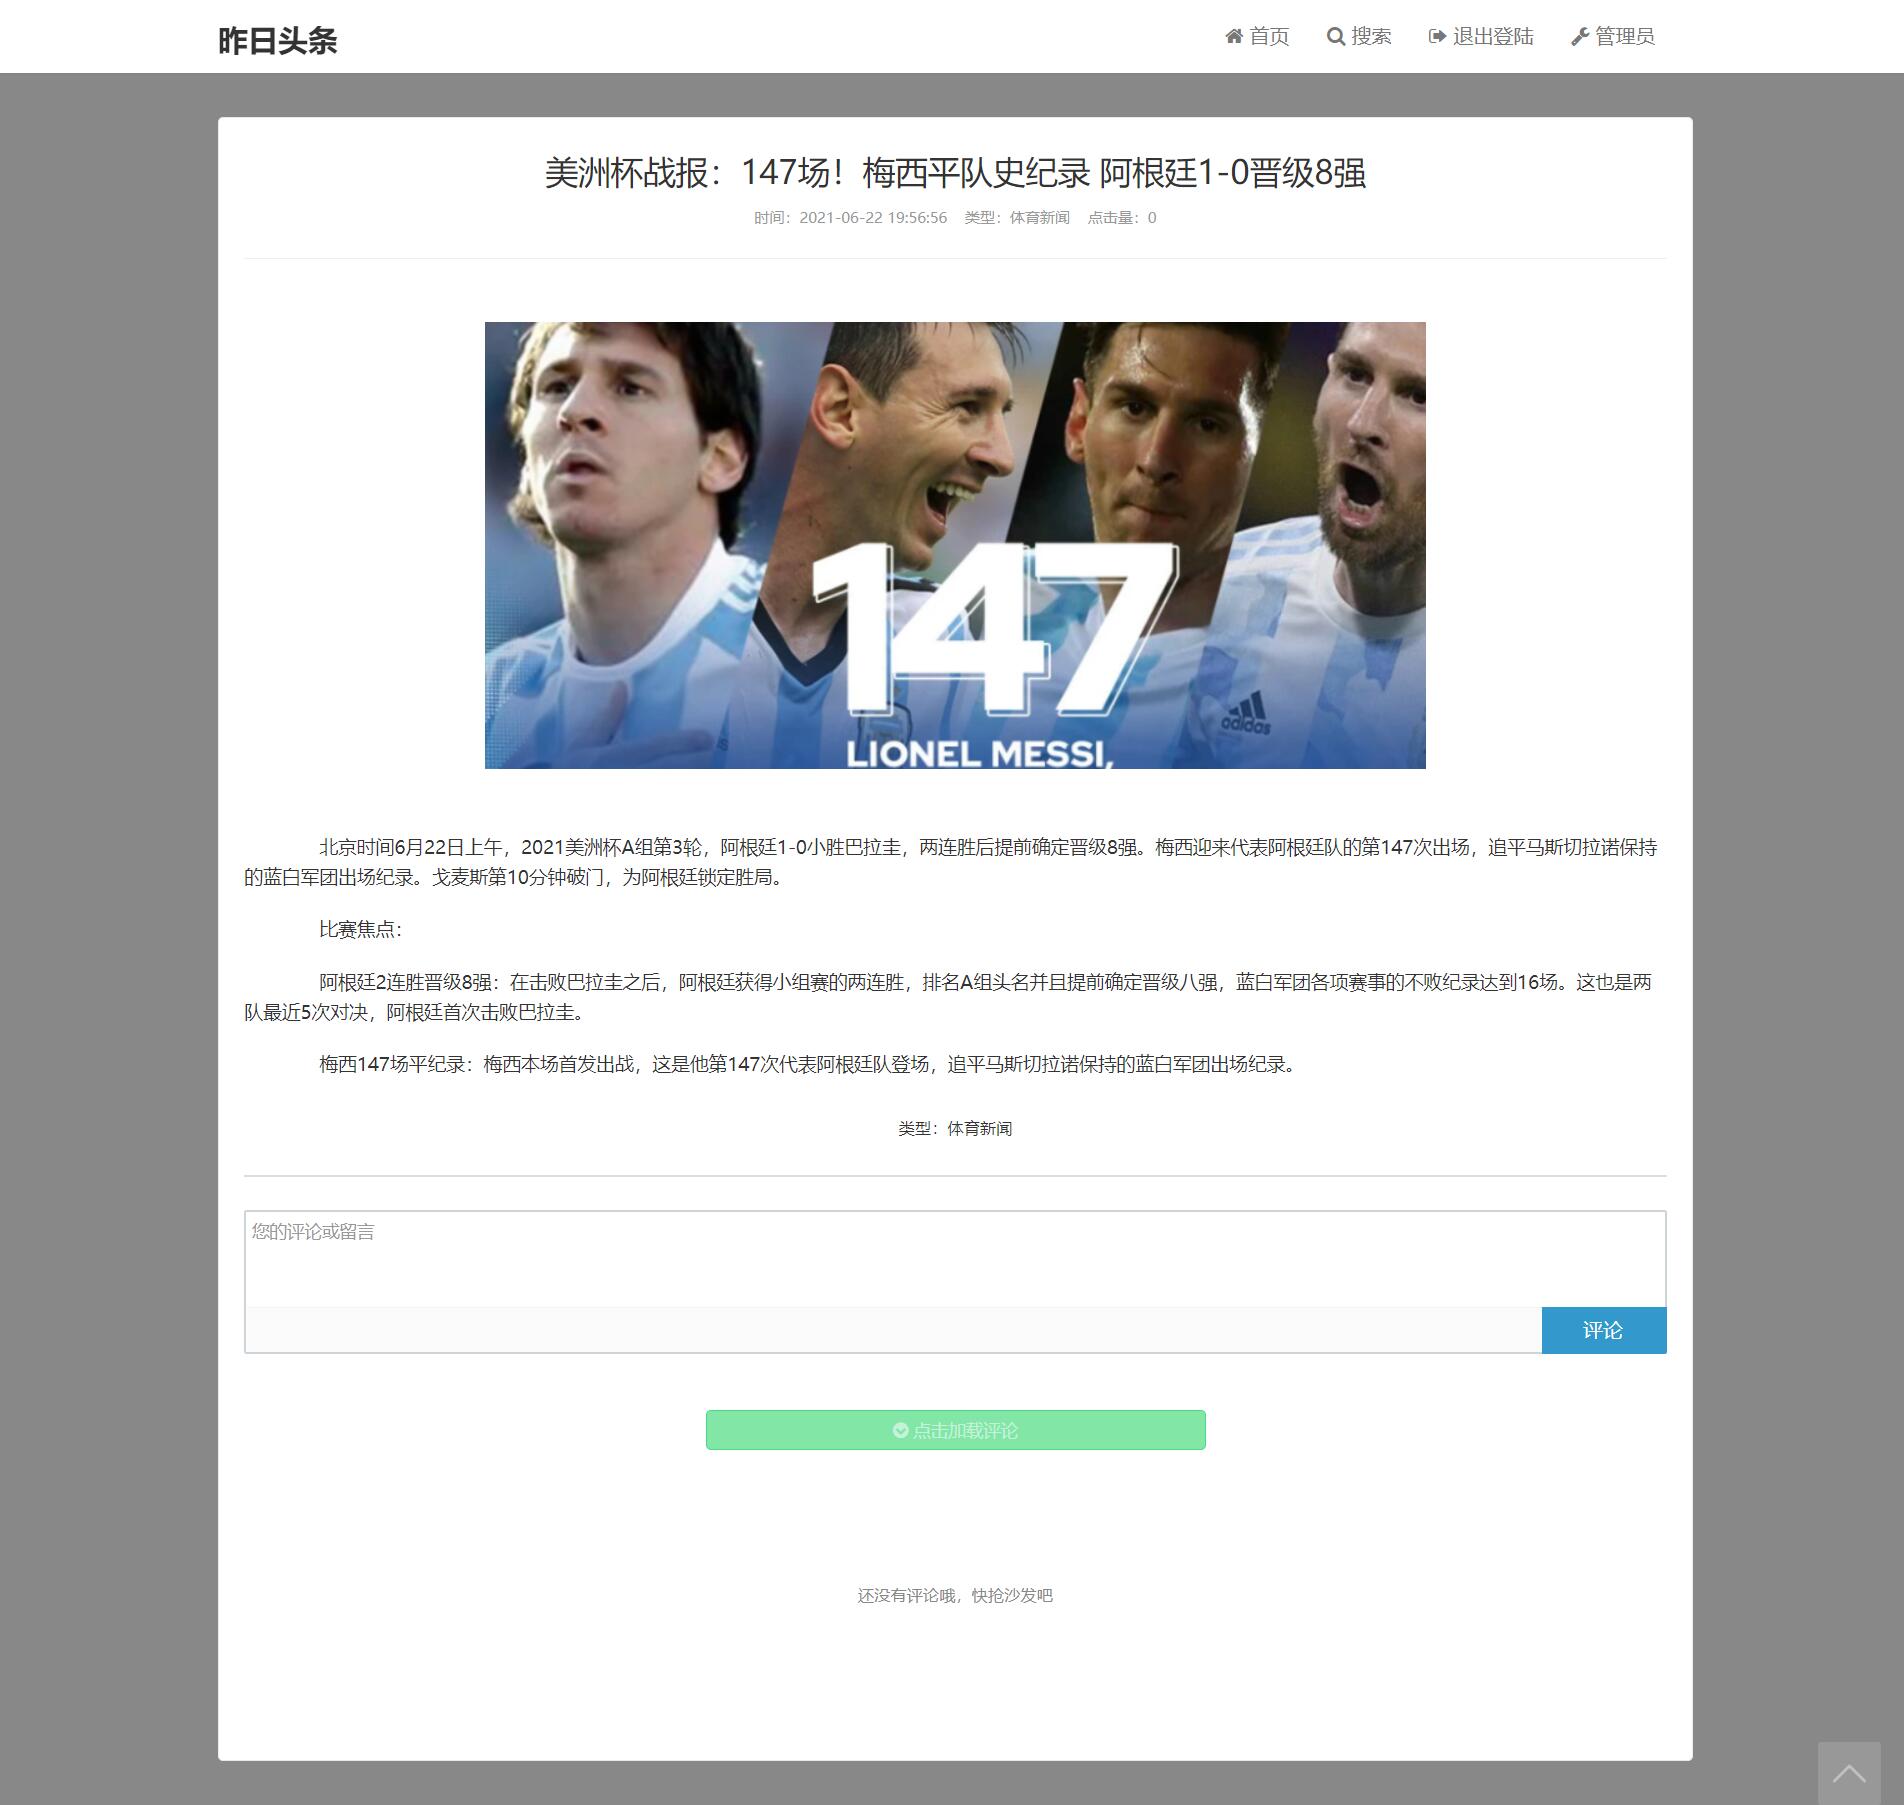 昨日头条
首页 搜索 退出登陆 管理员
美洲杯战报：147场！梅西平队史纪录 阿根廷1-0晋级8强
时间：2021-06-22 19:56:56 类型：体育新闻 点击量：0
147
adidas
LIONEL MESSI,
北京时间6月22日上午，2021美洲杯A组第3轮，阿根廷1-0小胜巴拉圭，两连胜后提前确定晋级8强。梅西迎来代表阿根廷队的第147次出场，追平马斯切拉诺保持
的蓝白军团出场纪录。戈麦斯第10分钟破门，为阿根廷锁定胜局。
比赛焦点：
阿根廷2连胜晋级8强：在击败巴拉圭之后，阿根廷获得小组赛的两连胜，排名A组头名并且提前确定晋级八强，蓝白军团各项赛事的不败纪录达到16场。这也是两
队最近5次对决，阿根廷首次击败巴拉圭。
梅西147场平纪录：梅西本场首发出战，这是他第147次代表阿根廷队登场，追平马斯切拉诺保持的蓝白军团出场纪录。
类型：体育新闻
您的评论或留言
评论
点击加载评论
还没有评论哦，快抢沙发吧